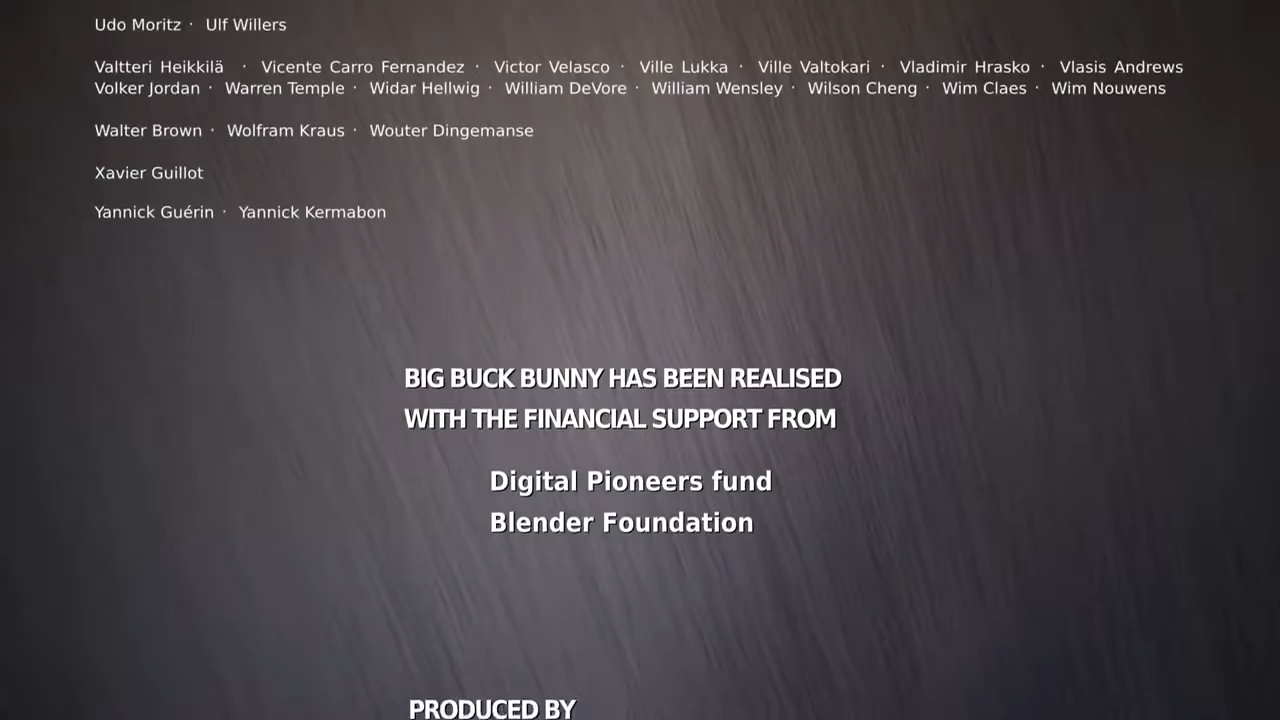 Udo Moritz · Ulf Willers
Valtteri Heikkilä · Vicente Carro Fernandez · Victor Velasco · Ville Lukka · Ville Valtokari · Vladimir Hrasko · Vlasis Andrews
Volker Jordan · Warren Temple · Widar Hellwig · William DeVore · William Wensley · Wilson Cheng · Wim Claes · Wim Nouwens
Walter Brown · Wolfram Kraus · Wouter Dingemanse
Xavier Guillot
Yannick Guérin · Yannick Kermabon
BIG BUCK BUNNY HAS BEEN REALISED
WITH THE FINANCIAL SUPPORT FROM
Digital Pioneers fund
Blender Foundation
PRODUCED BY